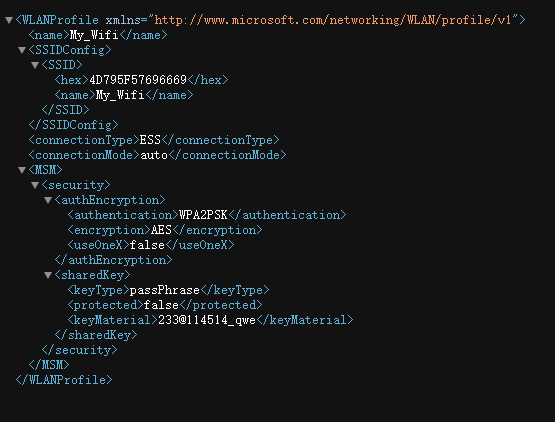 <WLANProfile xmlns="http://www.microsoft.com/networking/WLAN/profile/v1">
<name>My_Wifi</name>
<SSIDConfig>
<SSID>
<hex>4D795F57696669</hex>
<name>My_Wifi</name>
</SSID>
</SSIDConfig>
<connectionType>ESS</connectionType>
<connectionMode>auto</connectionMode>
<MSM>
<security>
<authEncryption>
<authentication>WPA2PSK</authentication>
<encryption>AES</encryption>
<useOneX>false</useOneX>
</authEncryption>
<sharedKey>
<keyType>passPhrase</keyType>
<protected>false</protected>
<keyMaterial>233@114514_qwe</keyMaterial>
</sharedKey>
</security>
</MSM>
</WLANProfile>